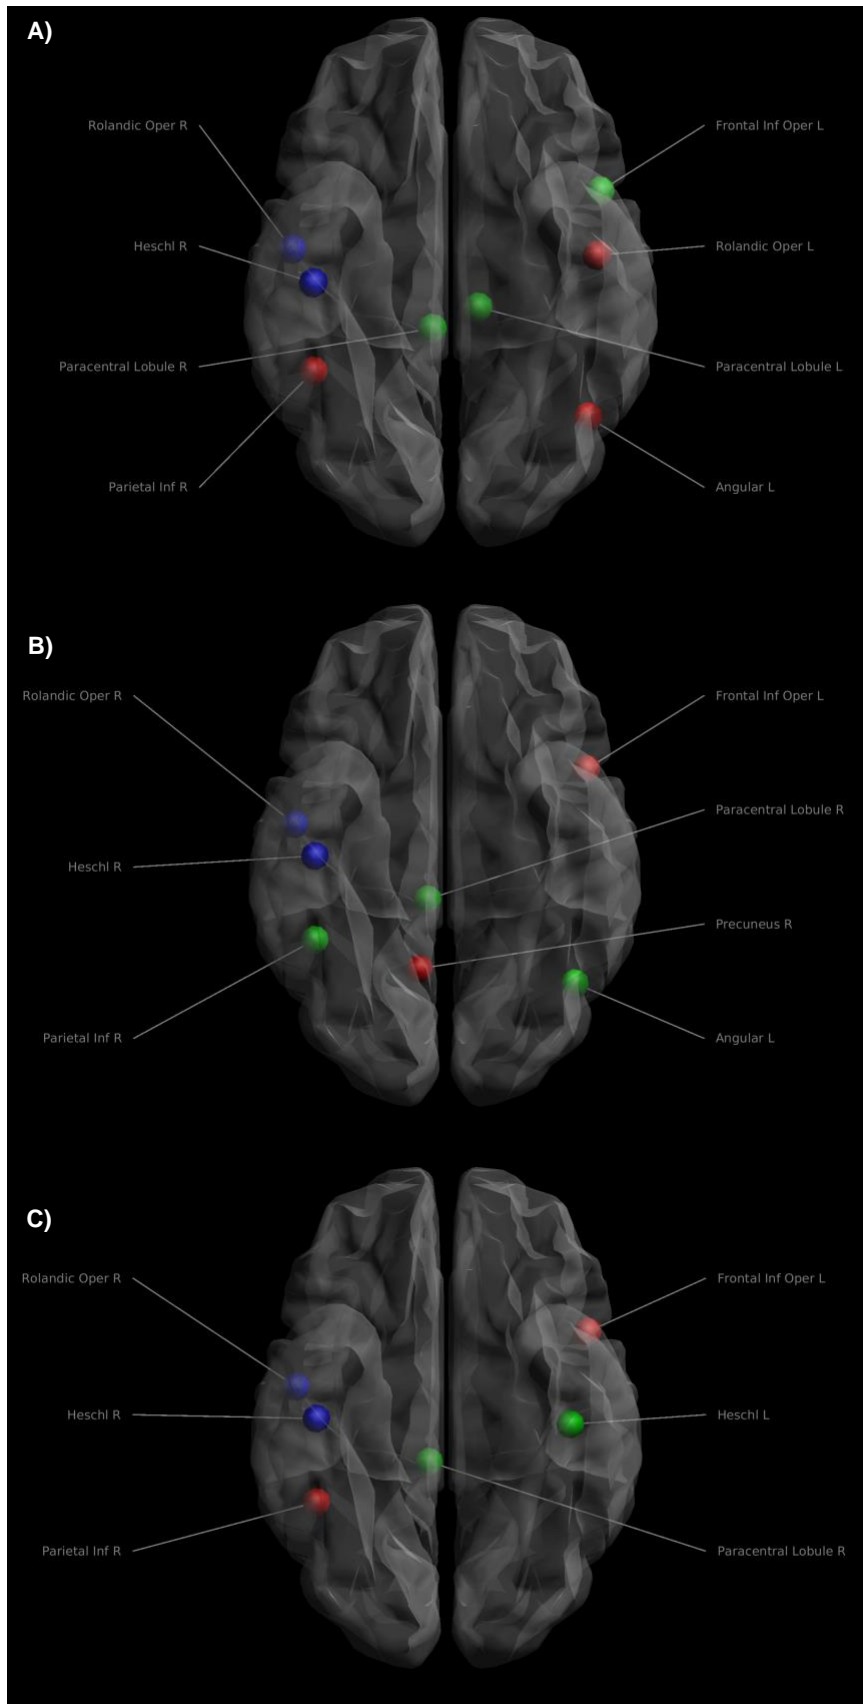 A)
Rolandic Oper R
Frontal Inf Oper L
Heschl R
Rolandic Oper L
Paracentral Lobule R
Paracentral Lobule L
Parietal Inf R
Angular L
B)
Rolandic Oper R
Frontal Inf Oper L
Paracentral Lobule R
Heschl R
Precuneus R
Parietal Inf R
Angular L
C)
Rolandic Oper R
Frontal Inf Oper L
Heschl R
Heschl L
Parietal Inf R
Paracentral Lobule R